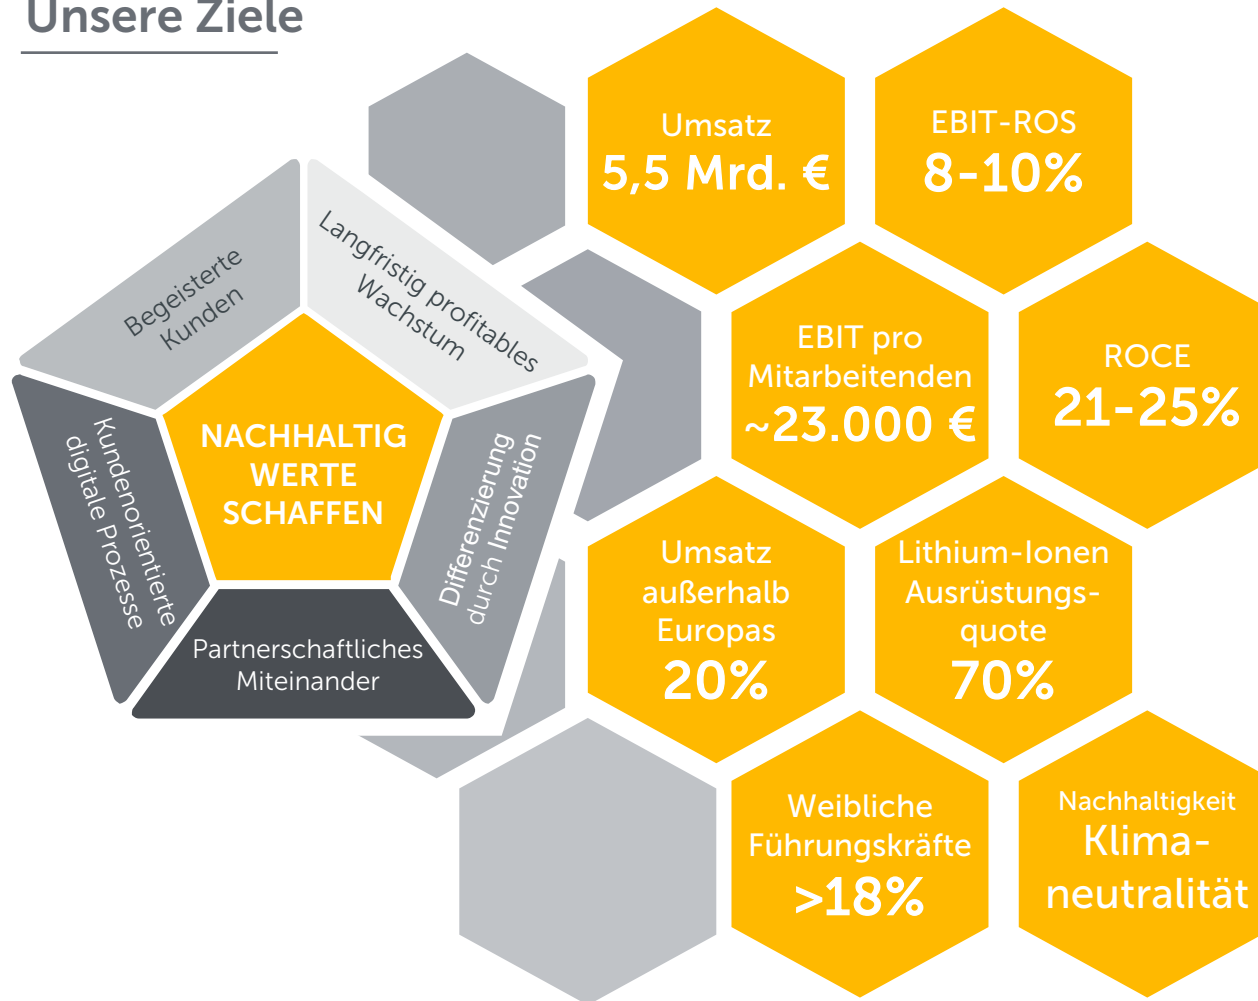 Unsere Ziele
Begeisterte
Kunden
Langfristig profitables
Wachstum
Kundenorientierte
digitale Prozesse
NACHHALTIG
WERTE
SCHAFFEN
Differenzierung
durch Innovation
Partnerschaftliches
Miteinander
Umsatz
5,5 Mrd. €
EBIT-ROS
8-10%
EBIT pro
Mitarbeitenden
~23.000 €
ROCE
21-25%
Umsatz
außerhalb
Europas
20%
Lithium-Ionen
Ausrüstungs-
quote
70%
Weibliche
Führungskräfte
>18%
Nachhaltigkeit
Klima-
neutralität